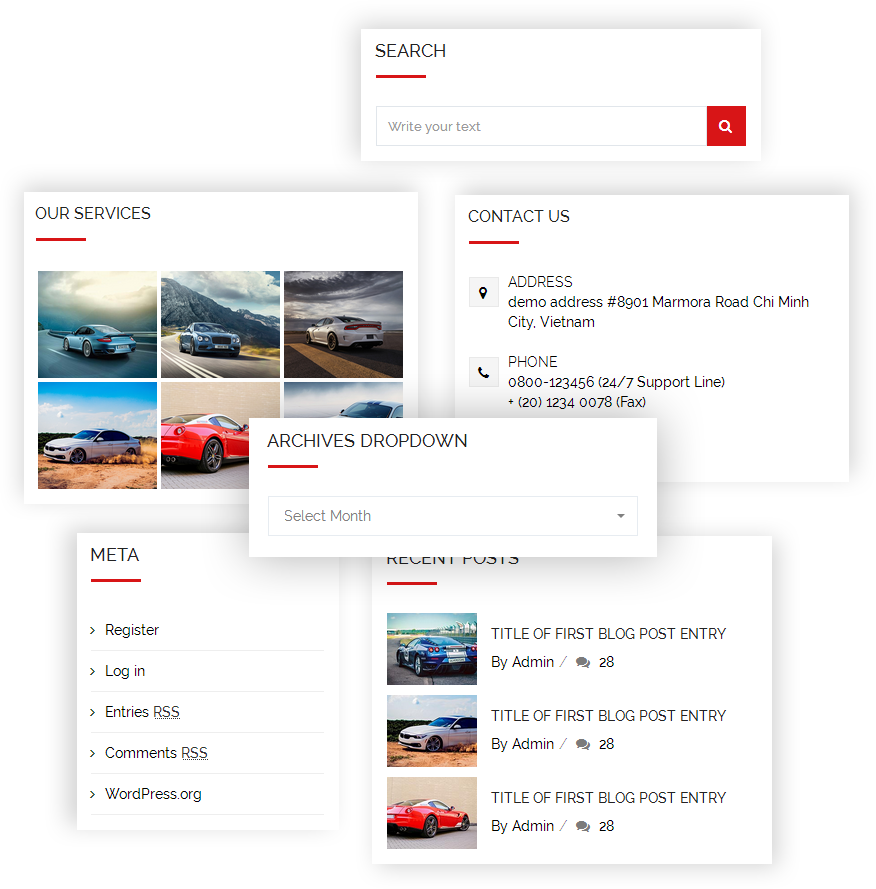 SEARCH
Write your text
OUR SERVICES
CONTACT US
ADDRESS
demo address #8901 Marmora Road Chi Minh
City, Vietnam
PHONE
0800-123456 (24/7 Support Line)
+ (20) 1234 0078 (Fax)
ARCHIVES DROPDOWN
Select Month
META
Register
Log in
Entries RSS
Comments RSS
WordPress.org
RECENT POSTS
TITLE OF FIRST BLOG POST ENTRY
By Admin / 28
TITLE OF FIRST BLOG POST ENTRY
By Admin / 28
TITLE OF FIRST BLOG POST ENTRY
By Admin / 28